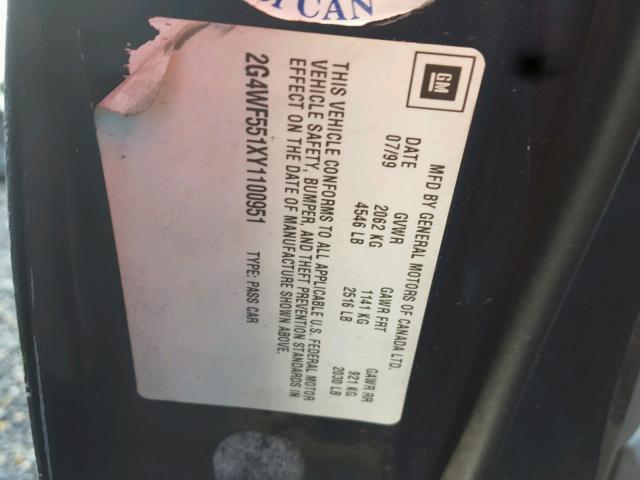 CAN
GM
MFD BY GENERAL MOTORS OF CANADA LTD.
DATE GVWR GAWR FRT GAWR RR
07/99 2062 KG 1141 KG 921 KG
4546 LB 2516 LB 2030 LB
THIS VEHICLE CONFORMS TO ALL APPLICABLE U.S. FEDERAL MOTOR
VEHICLE SAFETY, BUMPER, AND THEFT PREVENTION STANDARDS IN
EFFECT ON THE DATE OF MANUFACTURE SHOWN ABOVE.
2G4WF551XY1100951 TYPE: PASS CAR